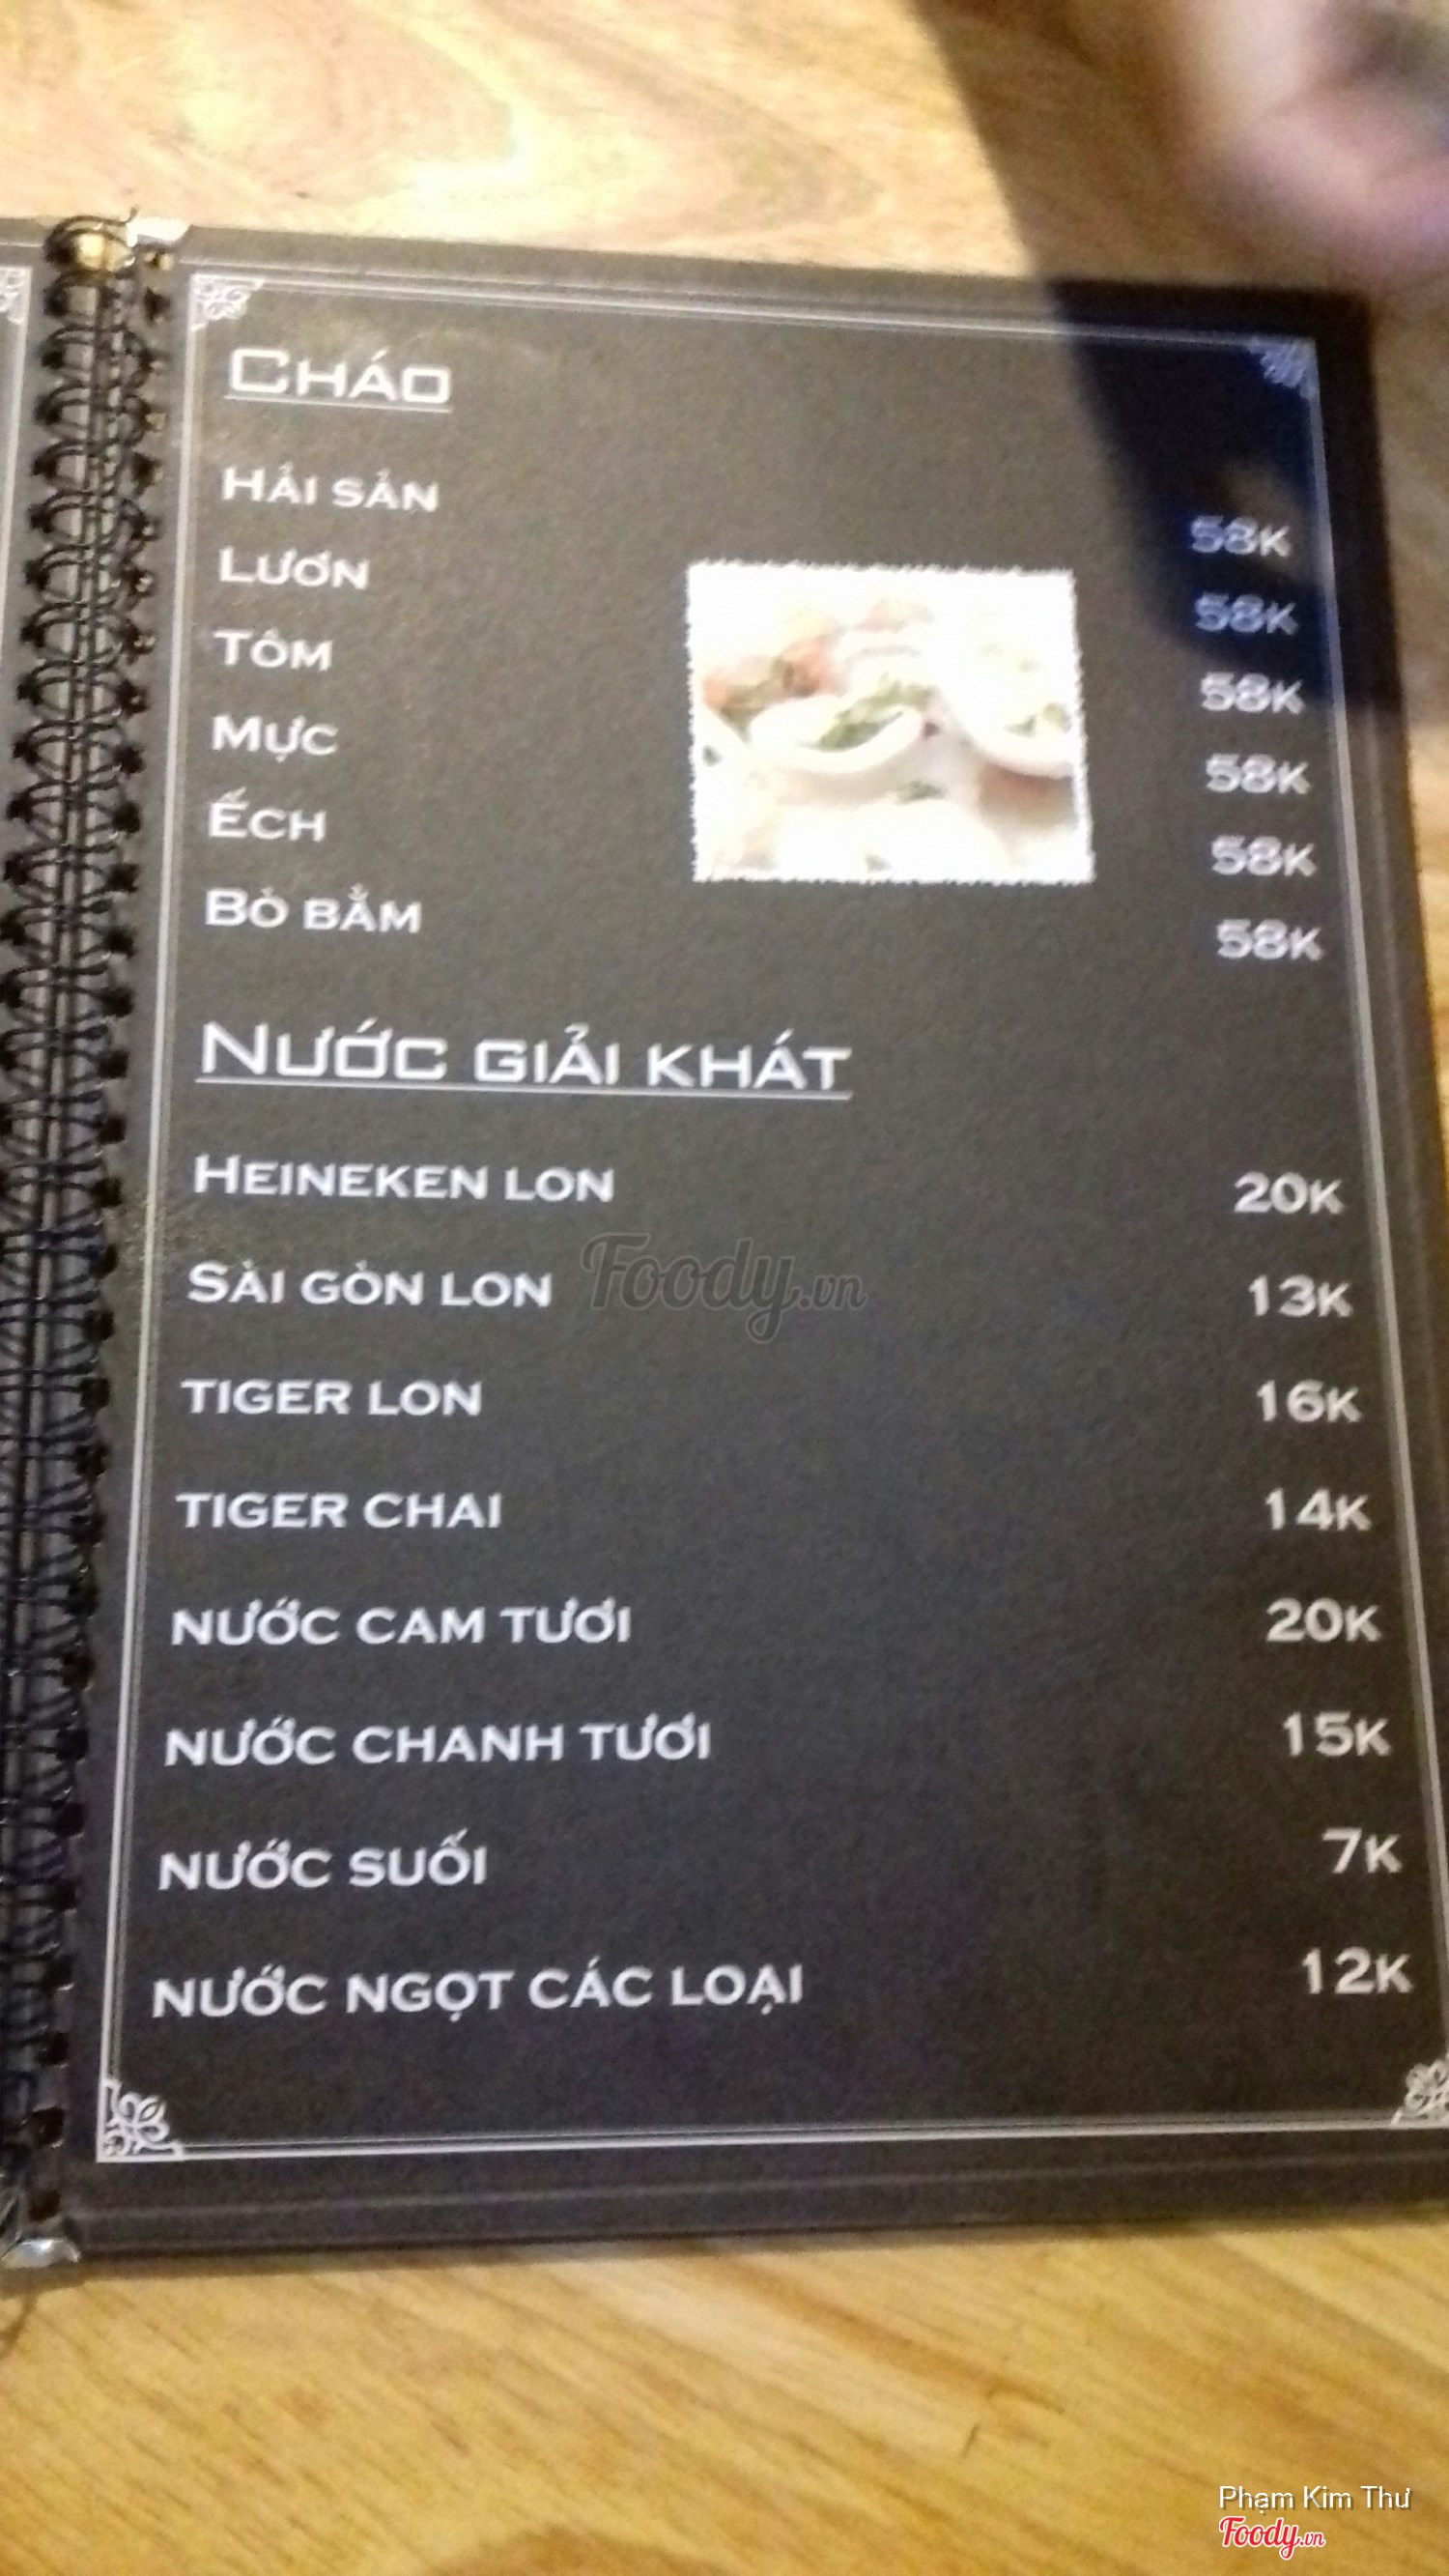 CHÁO
HẢI SẢN 58K
LƯƠN 58K
TÔM 58K
MỰC 58K
ẾCH 58K
BÒ BẰM 58K
NƯỚC GIẢI KHÁT
HEINEKEN LON 20K
SÀI GÒN LON 13K
TIGER LON 16K
TIGER CHAI 14K
NƯỚC CAM TƯƠI 20K
NƯỚC CHANH TƯƠI 15K
NƯỚC SUỐI 7K
NƯỚC NGỌT CÁC LOẠI 12K
Foody.vn
Phạm Kim Thư
Foody.vn